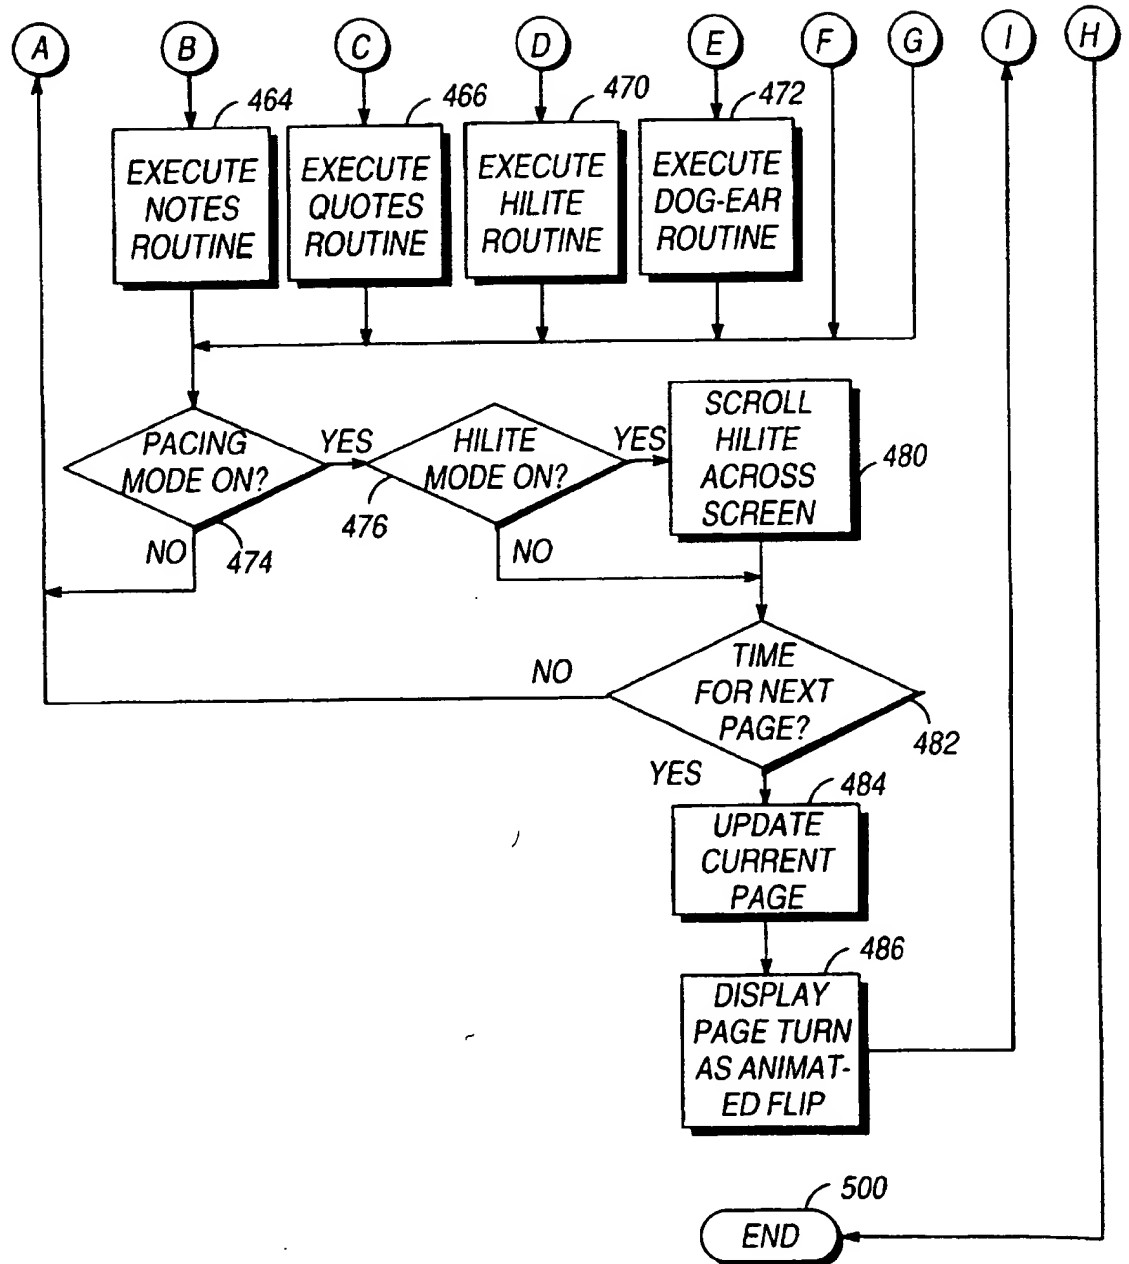 A B C D E F G I H
464 466 470 472
EXECUTE
NOTES
ROUTINE
EXECUTE
QUOTES
ROUTINE
EXECUTE
HILITE
ROUTINE
EXECUTE
DOG-EAR
ROUTINE
PACING
MODE ON?
YES
NO
474
HILITE
MODE ON?
YES
476
NO
SCROLL
HILITE
ACROSS
SCREEN
480
TIME
FOR NEXT
PAGE?
NO
482
YES
484
UPDATE
CURRENT
PAGE
486
DISPLAY
PAGE TURN
AS ANIMAT-
ED FLIP
500
END